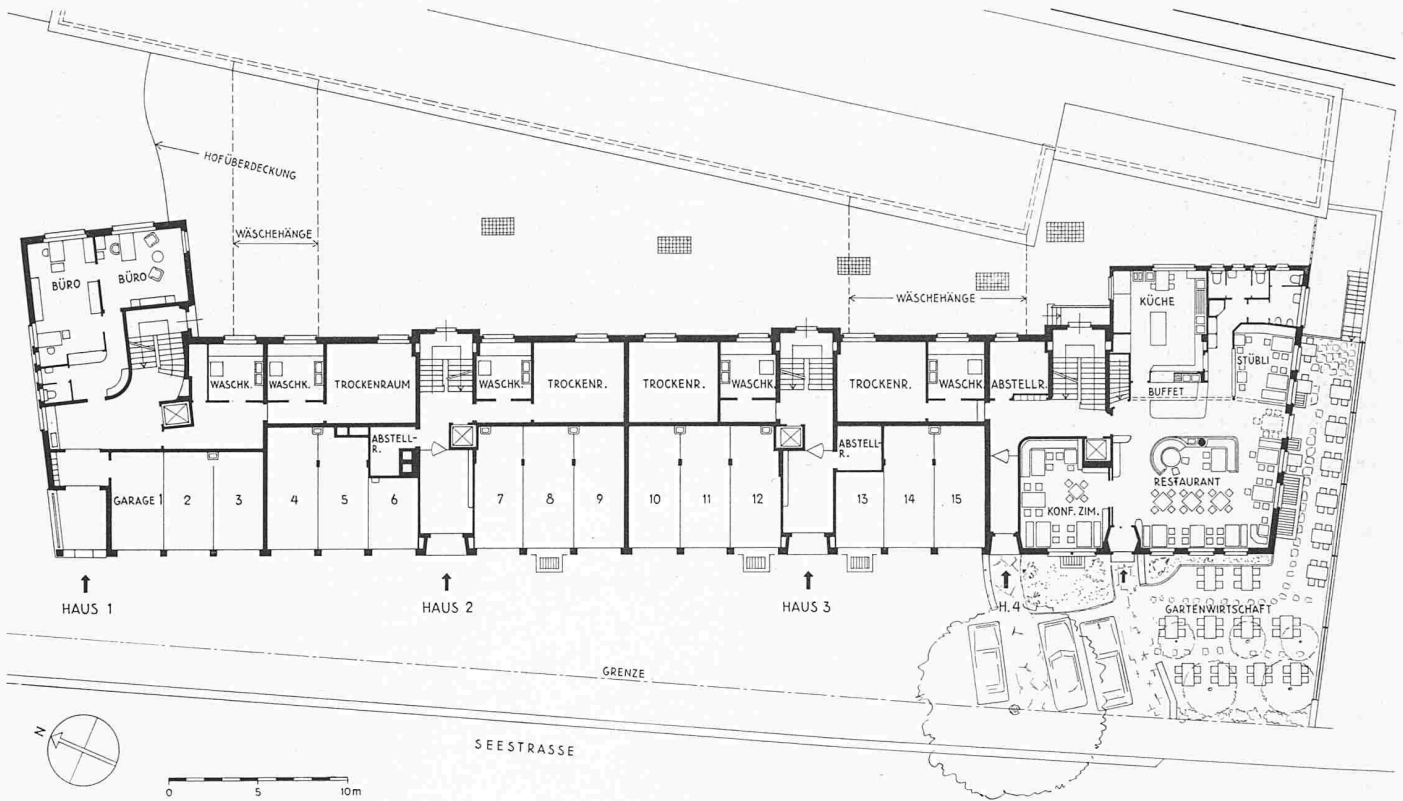 HOFÜBERDECKUNG
WÄSCHEHÄNGE
WÄSCHEHÄNGE
BÜRO
BÜRO
KÜCHE
STÜBLI
WASCHK.
WASCHK.
TROCKENRAUM
WASCHK.
TROCKENR.
TROCKENR.
WASCHK.
TROCKENR.
WASCHK.
ABSTELLR.
BUFFET
ABSTELL-
R.
ABSTELL-
R.
GARAGE 1
2
3
4
5
6
7
8
9
10
11
12
13
14
15
KONF. ZIM.
RESTAURANT
HAUS 1
HAUS 2
HAUS 3
H.4
GARTENWIRTSCHAFT
GRENZE
SEESTRASSE
N
0
5
10m